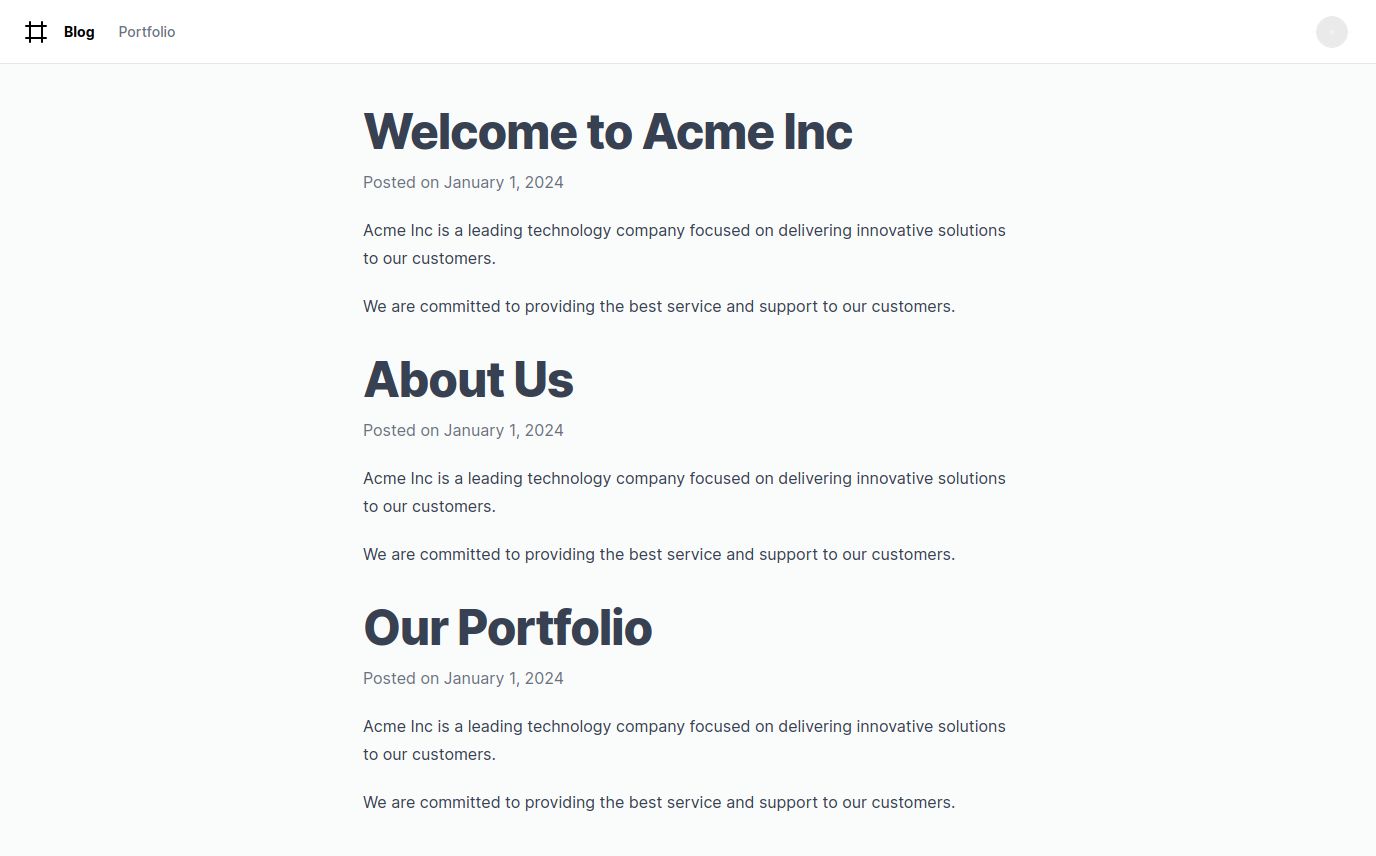 Blog
Portfolio
Welcome to Acme Inc
Posted on January 1, 2024
Acme Inc is a leading technology company focused on delivering innovative solutions
to our customers.
We are committed to providing the best service and support to our customers.
About Us
Posted on January 1, 2024
Acme Inc is a leading technology company focused on delivering innovative solutions
to our customers.
We are committed to providing the best service and support to our customers.
Our Portfolio
Posted on January 1, 2024
Acme Inc is a leading technology company focused on delivering innovative solutions
to our customers.
We are committed to providing the best service and support to our customers.